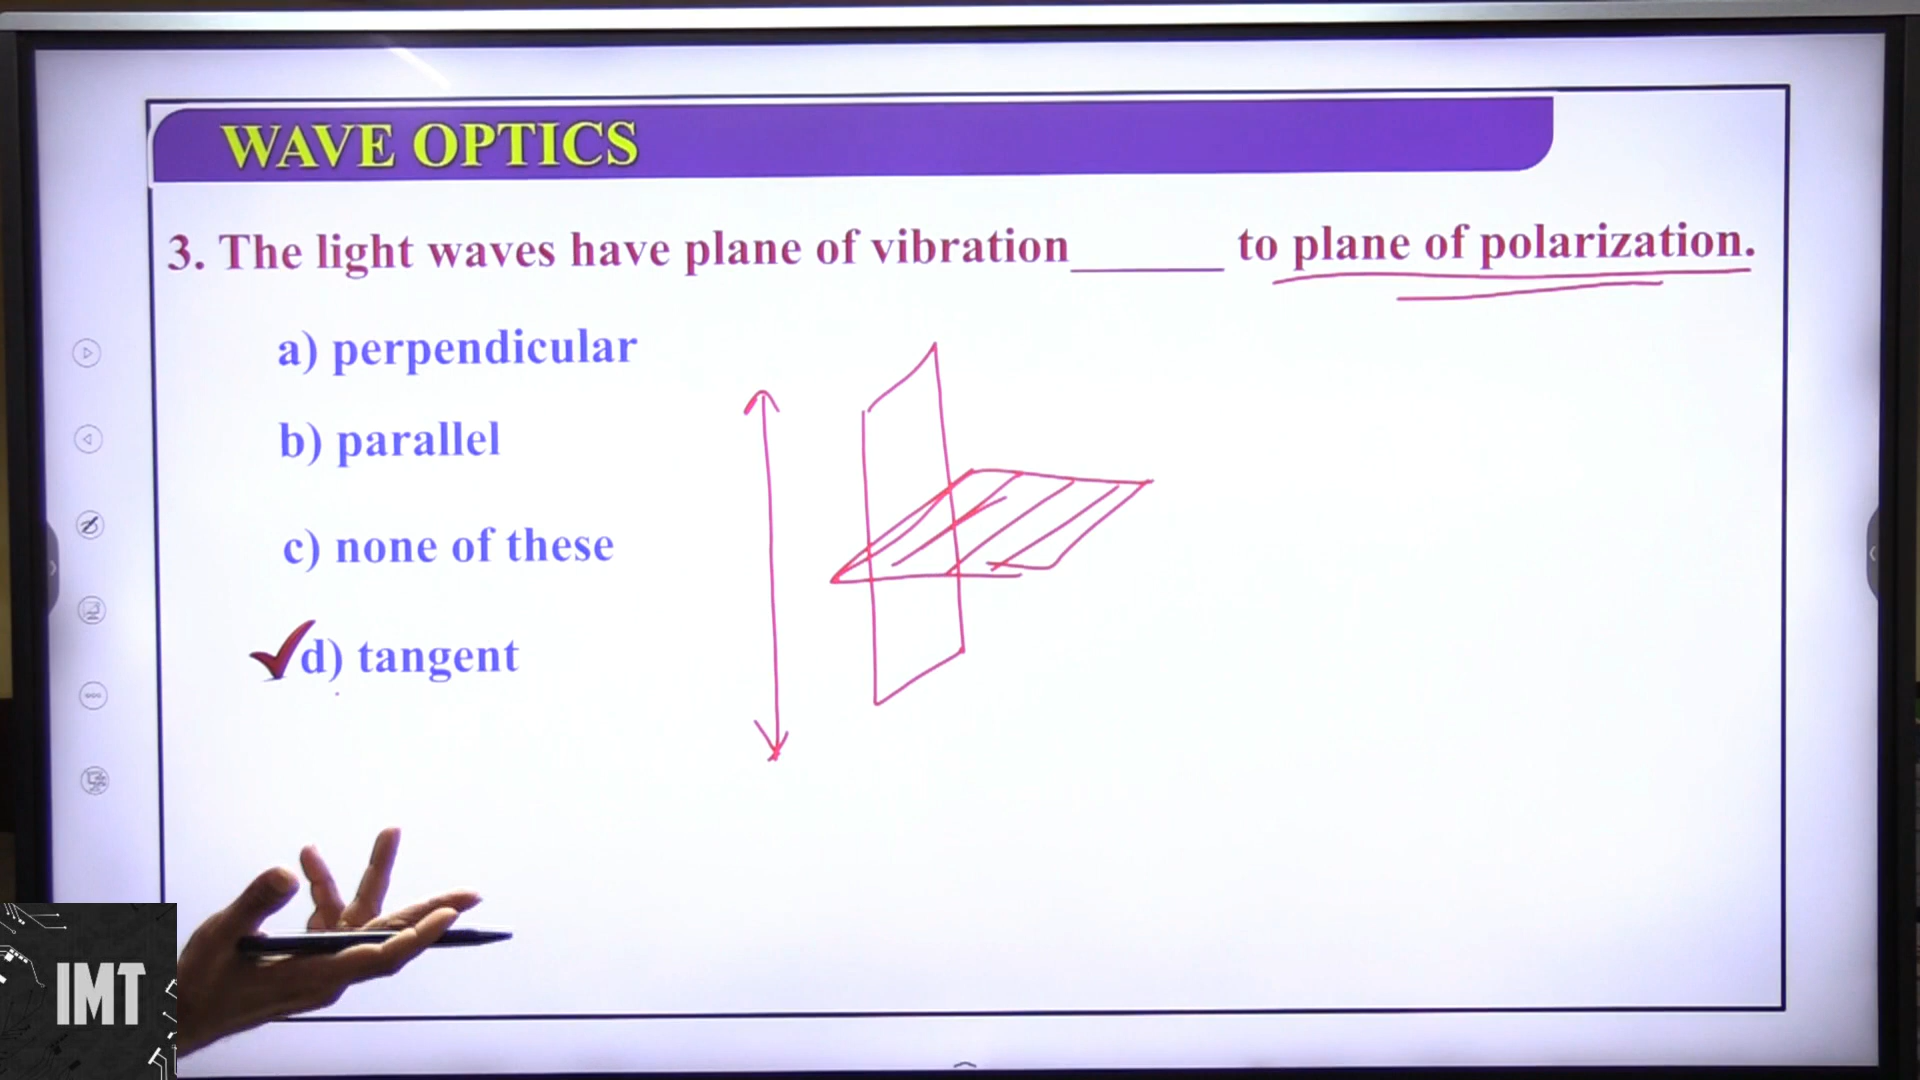 WAVE OPTICS
3. The light waves have plane of vibration______ to plane of polarization.
a) perpendicular
b) parallel
c) none of these
d) tangent
IMT